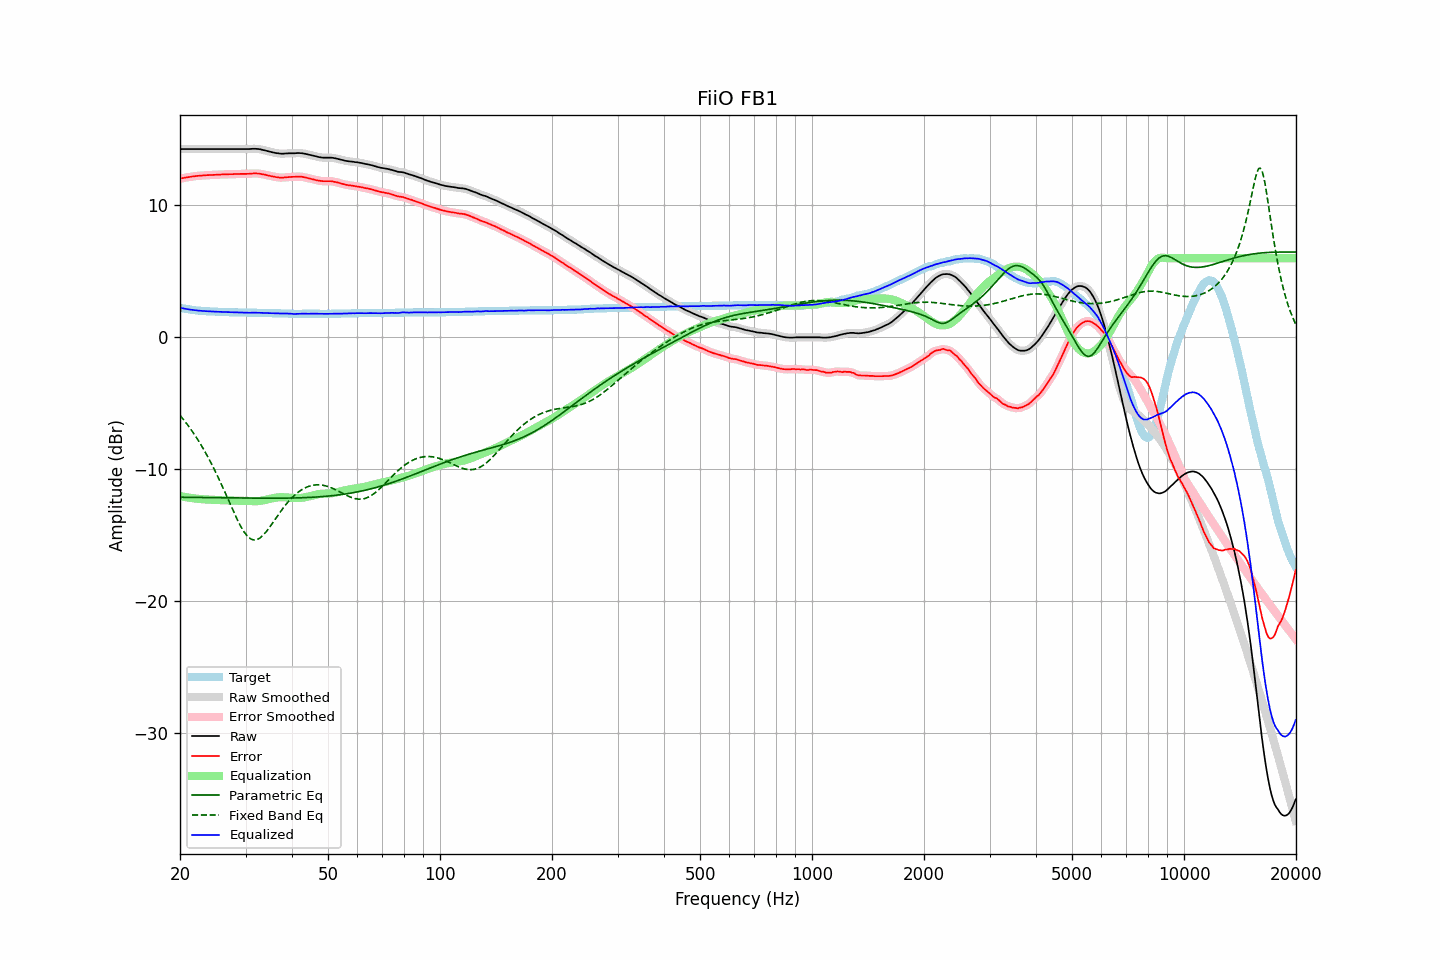 FiiO FB1
Amplitude (dBr)
10
0
−10
−20
−30
Target
Raw Smoothed
Error Smoothed
Raw
Error
Equalization
Parametric Eq
Fixed Band Eq
Equalized
20 50 100 200 500 1000 2000 5000 10000 20000
Frequency (Hz)